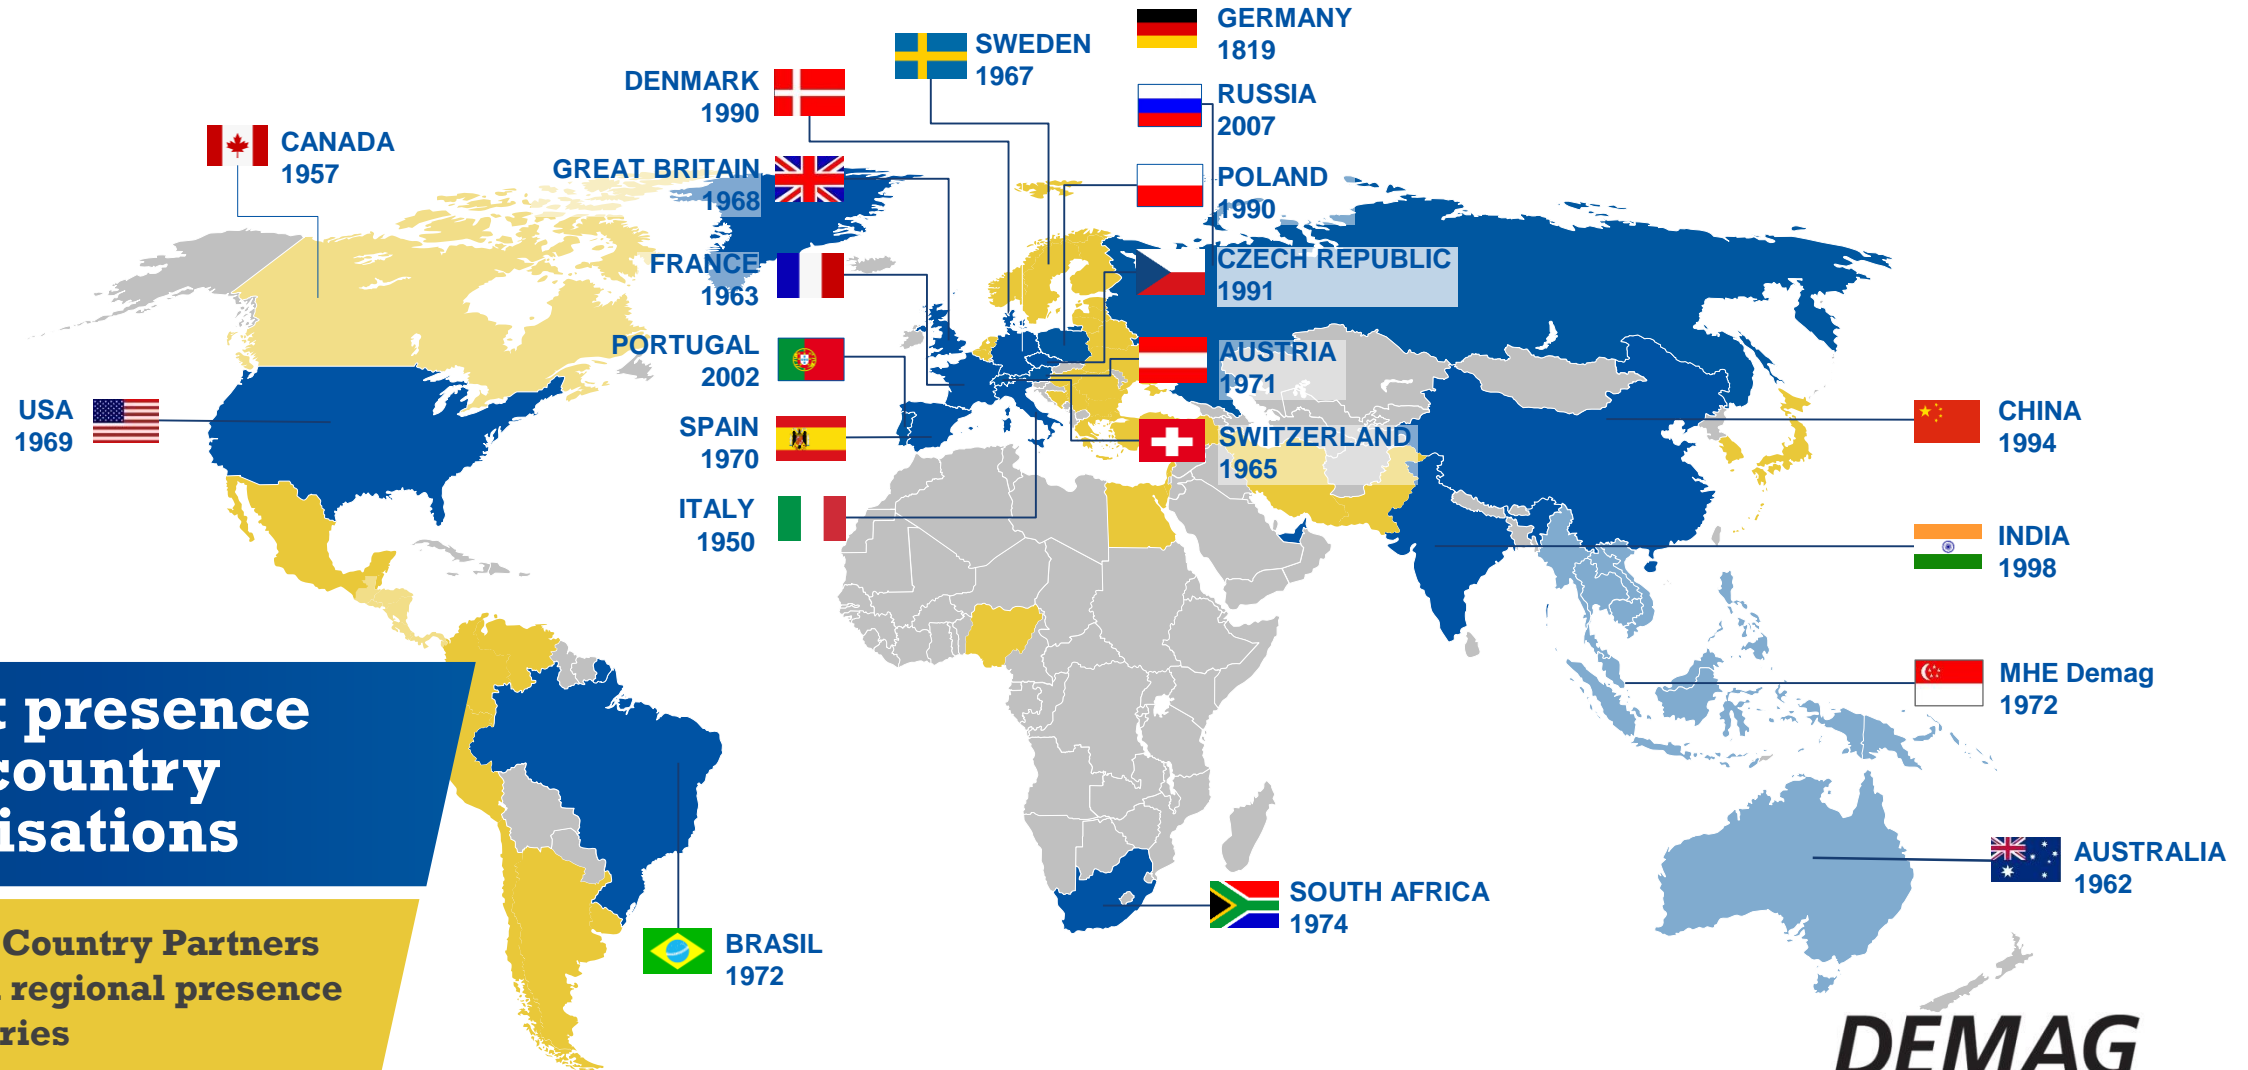 GERMANY
1819
SWEDEN
1967
DENMARK
1990
RUSSIA
2007
CANADA
1957
GREAT BRITAIN
1968
POLAND
1990
FRANCE
1963
CZECH REPUBLIC
1991
PORTUGAL
2002
AUSTRIA
1971
USA
1969
SPAIN
1970
SWITZERLAND
1965
CHINA
1994
ITALY
1950
INDIA
1998
MHE Demag
1972
presence
country
isations
AUSTRALIA
1962
SOUTH AFRICA
1974
Country Partners
regional presence
ries
BRASIL
1972
DEMAG